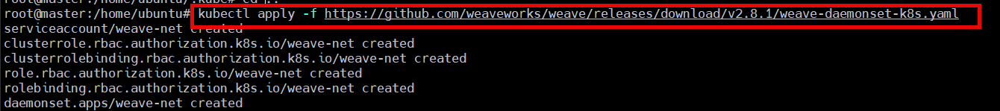 root@master:/home/ubuntu/.kube# cd ..
root@master:/home/ubuntu# kubectl apply -f https://github.com/weaveworks/weave/releases/download/v2.8.1/weave-daemonset-k8s.yaml
serviceaccount/weave-net created
clusterrole.rbac.authorization.k8s.io/weave-net created
clusterrolebinding.rbac.authorization.k8s.io/weave-net created
role.rbac.authorization.k8s.io/weave-net created
rolebinding.rbac.authorization.k8s.io/weave-net created
daemonset.apps/weave-net created